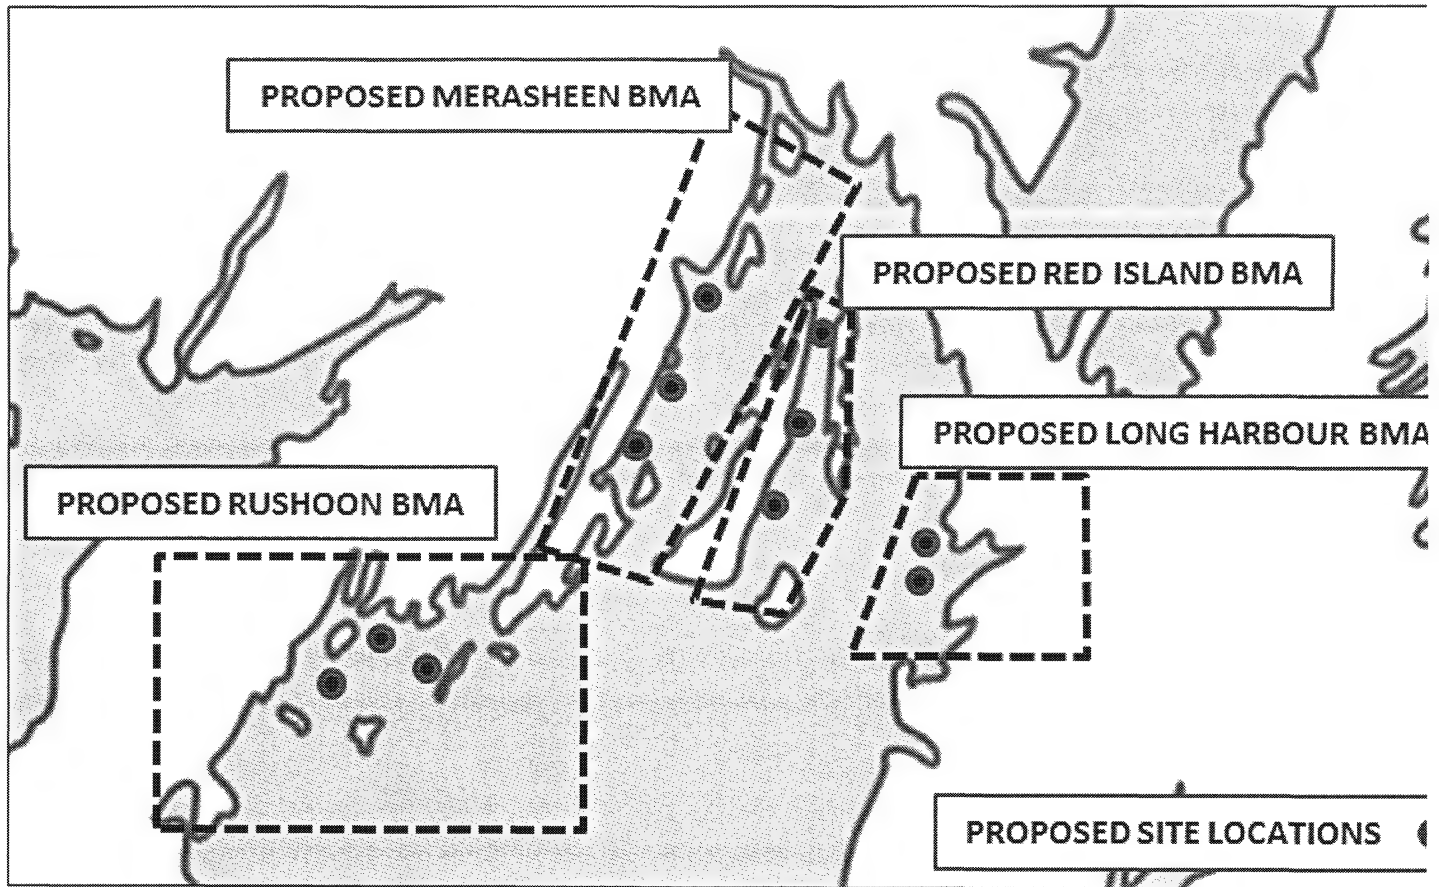 PROPOSED MERASHEEN BMA
PROPOSED RED ISLAND BMA
PROPOSED LONG HARBOUR BMA
PROPOSED RUSHOON BMA
PROPOSED SITE LOCATIONS